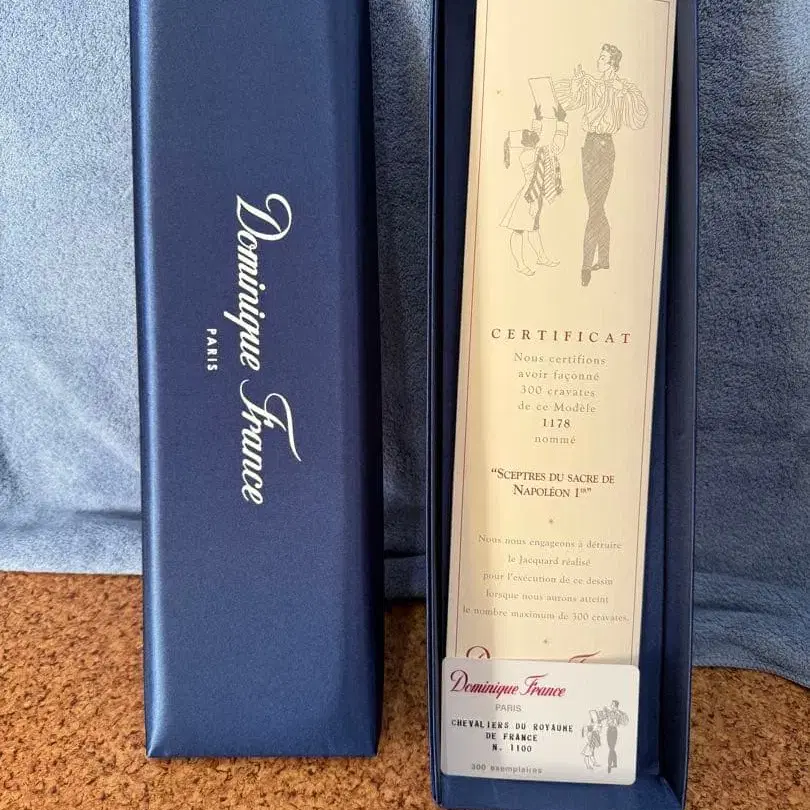 Dominique France
PARIS
CERTIFICAT
Nous certifions
avoir façonné
300 cravates
de ce Modèle
1178
nommé
"SCEPTRES DU SACRE DE
NAPOLÉON 1ER"
Nous nous engageons à détruire
le Jacquard réalisé
pour l'exécution de ce dessin
lorsque nous aurons atteint
le nombre maximum de 300 cravates.
Dominique France
PARIS
CHEVALIERS DU ROYAUME
DE FRANCE
N. 1100
300 exemplaires